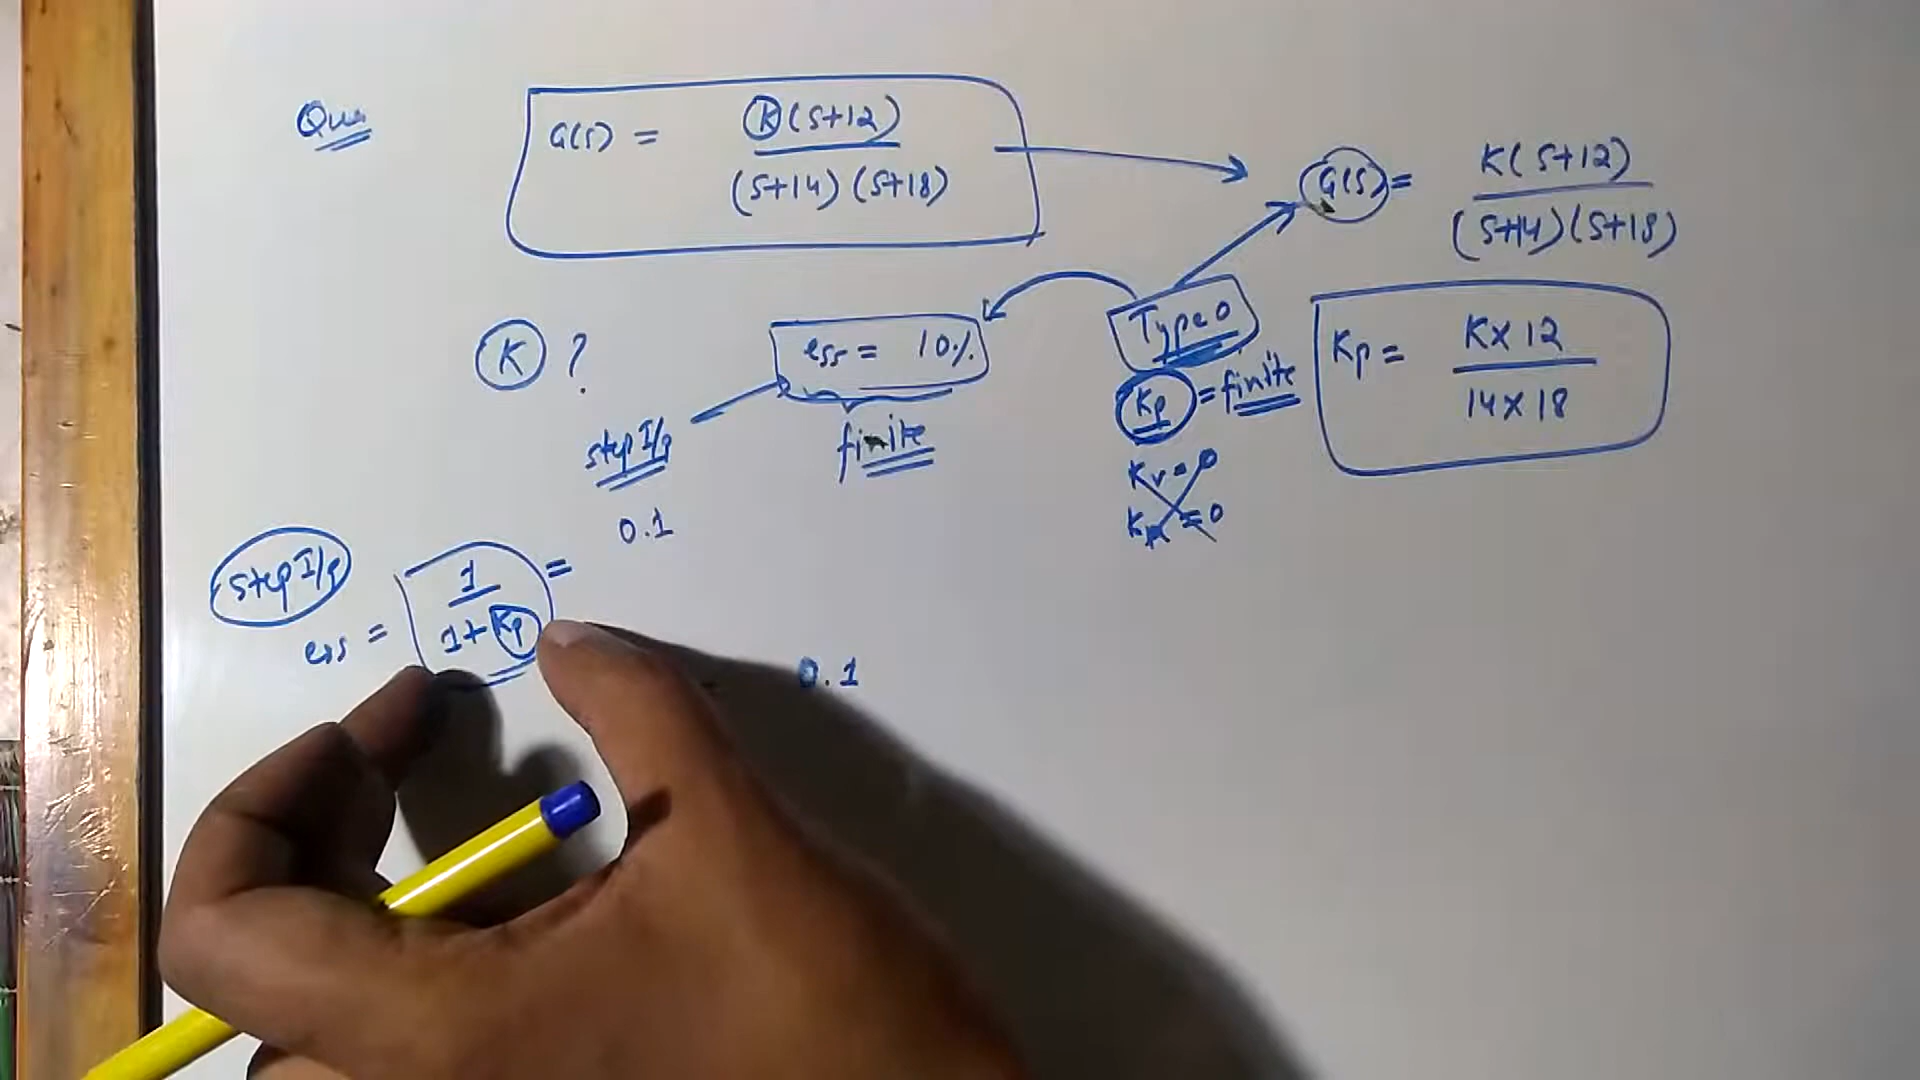 Que
G(s) = K(s+12)
(s+14) (s+18)
G(s) = K(s+12)
(s+14)(s+18)
K ?
ess = 10%
Type 0
Kp = finite
Kp = K x 12
14 x 18
step I/p
finite
Kv = 0
= 0
0.1
step I/p
ess = 1 =
1+Kp
0.1